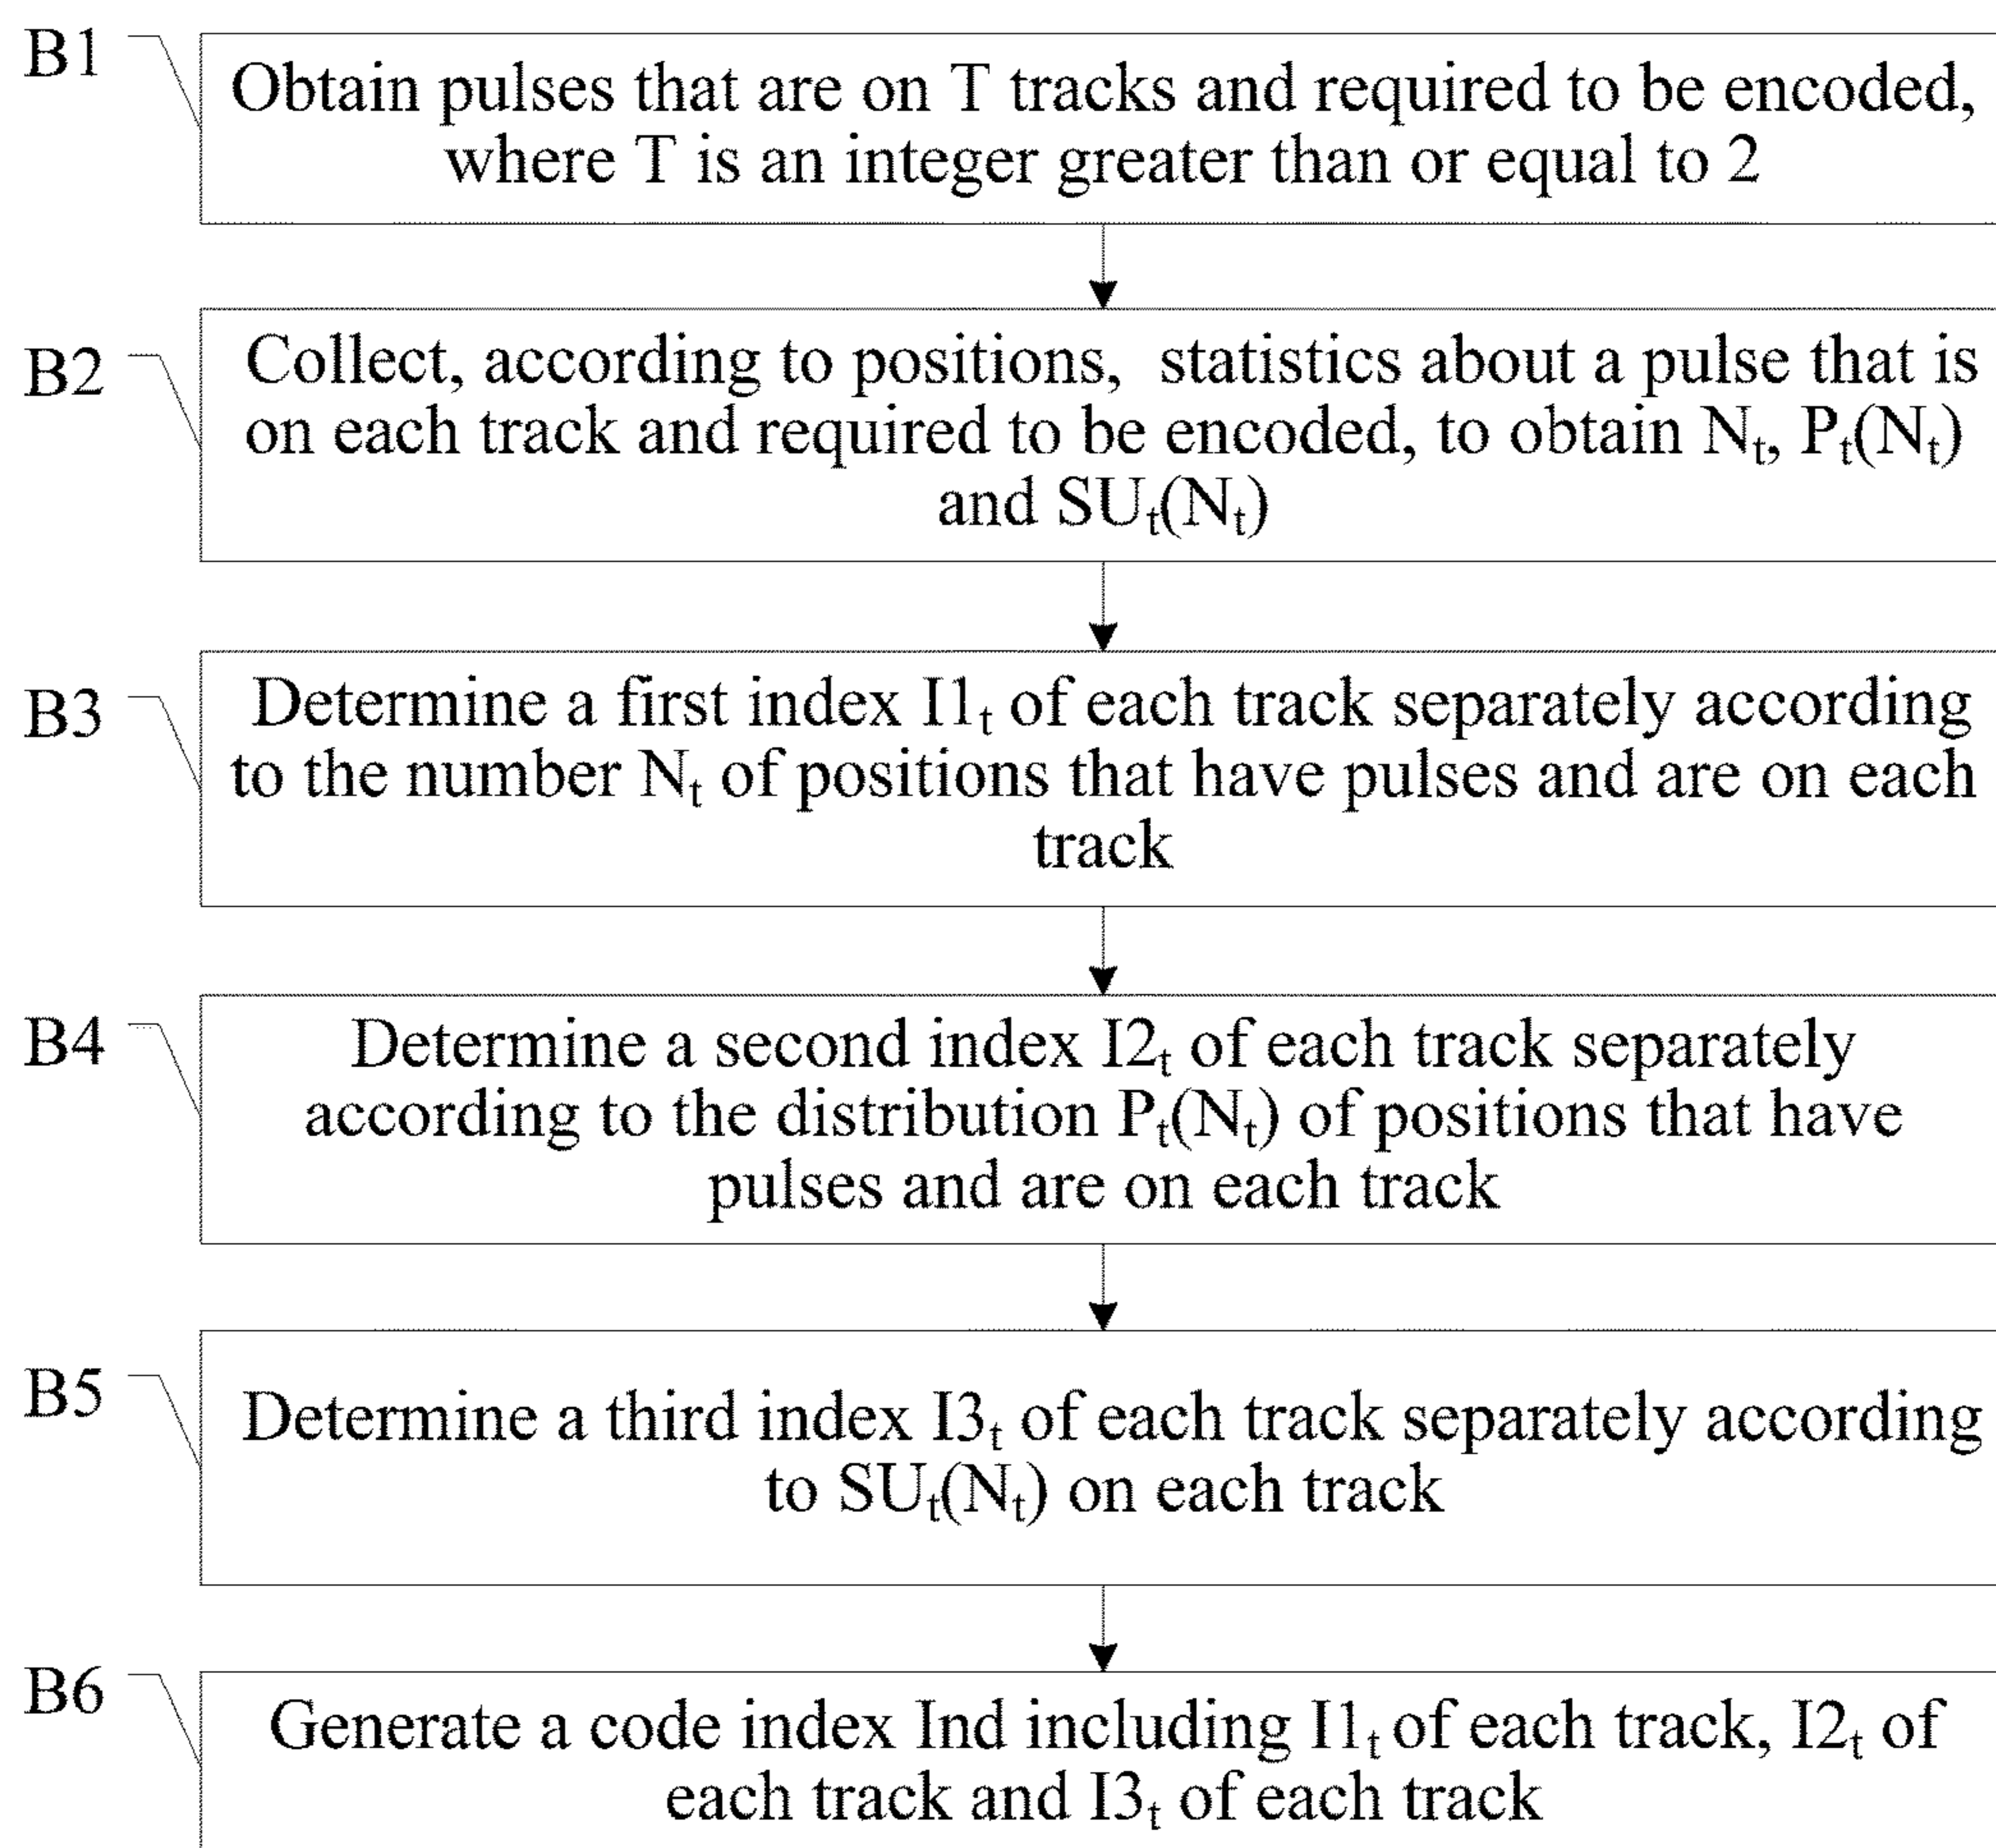 B1
Obtain pulses that are on T tracks and required to be encoded,
where T is an integer greater than or equal to 2
B2
Collect, according to positions, statistics about a pulse that is
on each track and required to be encoded, to obtain Nₜ, Pₜ(Nₜ)
and SUₜ(Nₜ)
B3
Determine a first index I1ₜ of each track separately according
to the number Nₜ of positions that have pulses and are on each
track
B4
Determine a second index I2ₜ of each track separately
according to the distribution Pₜ(Nₜ) of positions that have
pulses and are on each track
B5
Determine a third index I3ₜ of each track separately according
to SUₜ(Nₜ) on each track
B6
Generate a code index Ind including I1ₜ of each track, I2ₜ of
each track and I3ₜ of each track